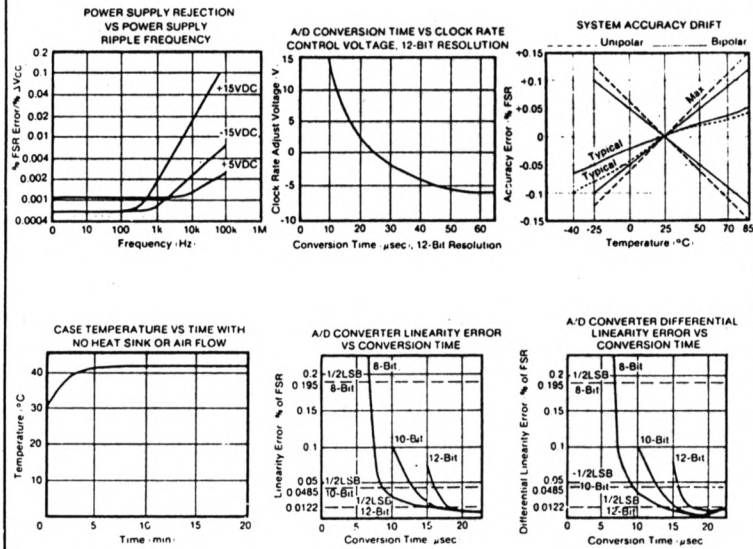 POWER SUPPLY REJECTION
VS POWER SUPPLY
RIPPLE FREQUENCY
% FSR Error/% ΔVCC
0.2
0.1
0.04
0.02
0.01
0.004
0.002
0.001
0.0004
+15VDC
-15VDC
+5VDC
0
10
100
1k
10k
100k
1M
Frequency (Hz)
A/D CONVERSION TIME VS CLOCK RATE
CONTROL VOLTAGE, 12-BIT RESOLUTION
Clock Rate Adjust Voltage (V)
15
10
5
0
-5
-10
0
10
20
30
40
50
60
Conversion Time (µsec), 12-Bit Resolution
SYSTEM ACCURACY DRIFT
Unipolar
Bipolar
Accuracy Error (% FSR)
+0.15
+0.1
+0.05
0
-0.05
-0.1
-0.15
Max
Typical
Typical
-40
-25
0
25
50
75
85
Temperature (°C)
CASE TEMPERATURE VS TIME WITH
NO HEAT SINK OR AIR FLOW
Temperature (°C)
40
30
20
10
0
5
10
15
20
Time (min)
A/D CONVERTER LINEARITY ERROR
VS CONVERSION TIME
Linearity Error % of FSR
0.2
0.195
0.15
0.1
0.05
0.0485
0.0122
1/2LSB
8-Bit
8-Bit
10-Bit
12-Bit
1/2LSB
10-Bit
1/2LSB
12-Bit
0
5
10
15
20
Conversion Time µsec
A/D CONVERTER DIFFERENTIAL
LINEARITY ERROR VS
CONVERSION TIME
Differential Linearity Error % of FSR
0.2
0.195
0.15
0.1
0.05
0.0485
0.0122
-1/2LSB
8-Bit
8-Bit
10-Bit
12-Bit
-1/2LSB
10-Bit
1/2LSB
12-Bit
0
5
10
15
20
Conversion Time µsec